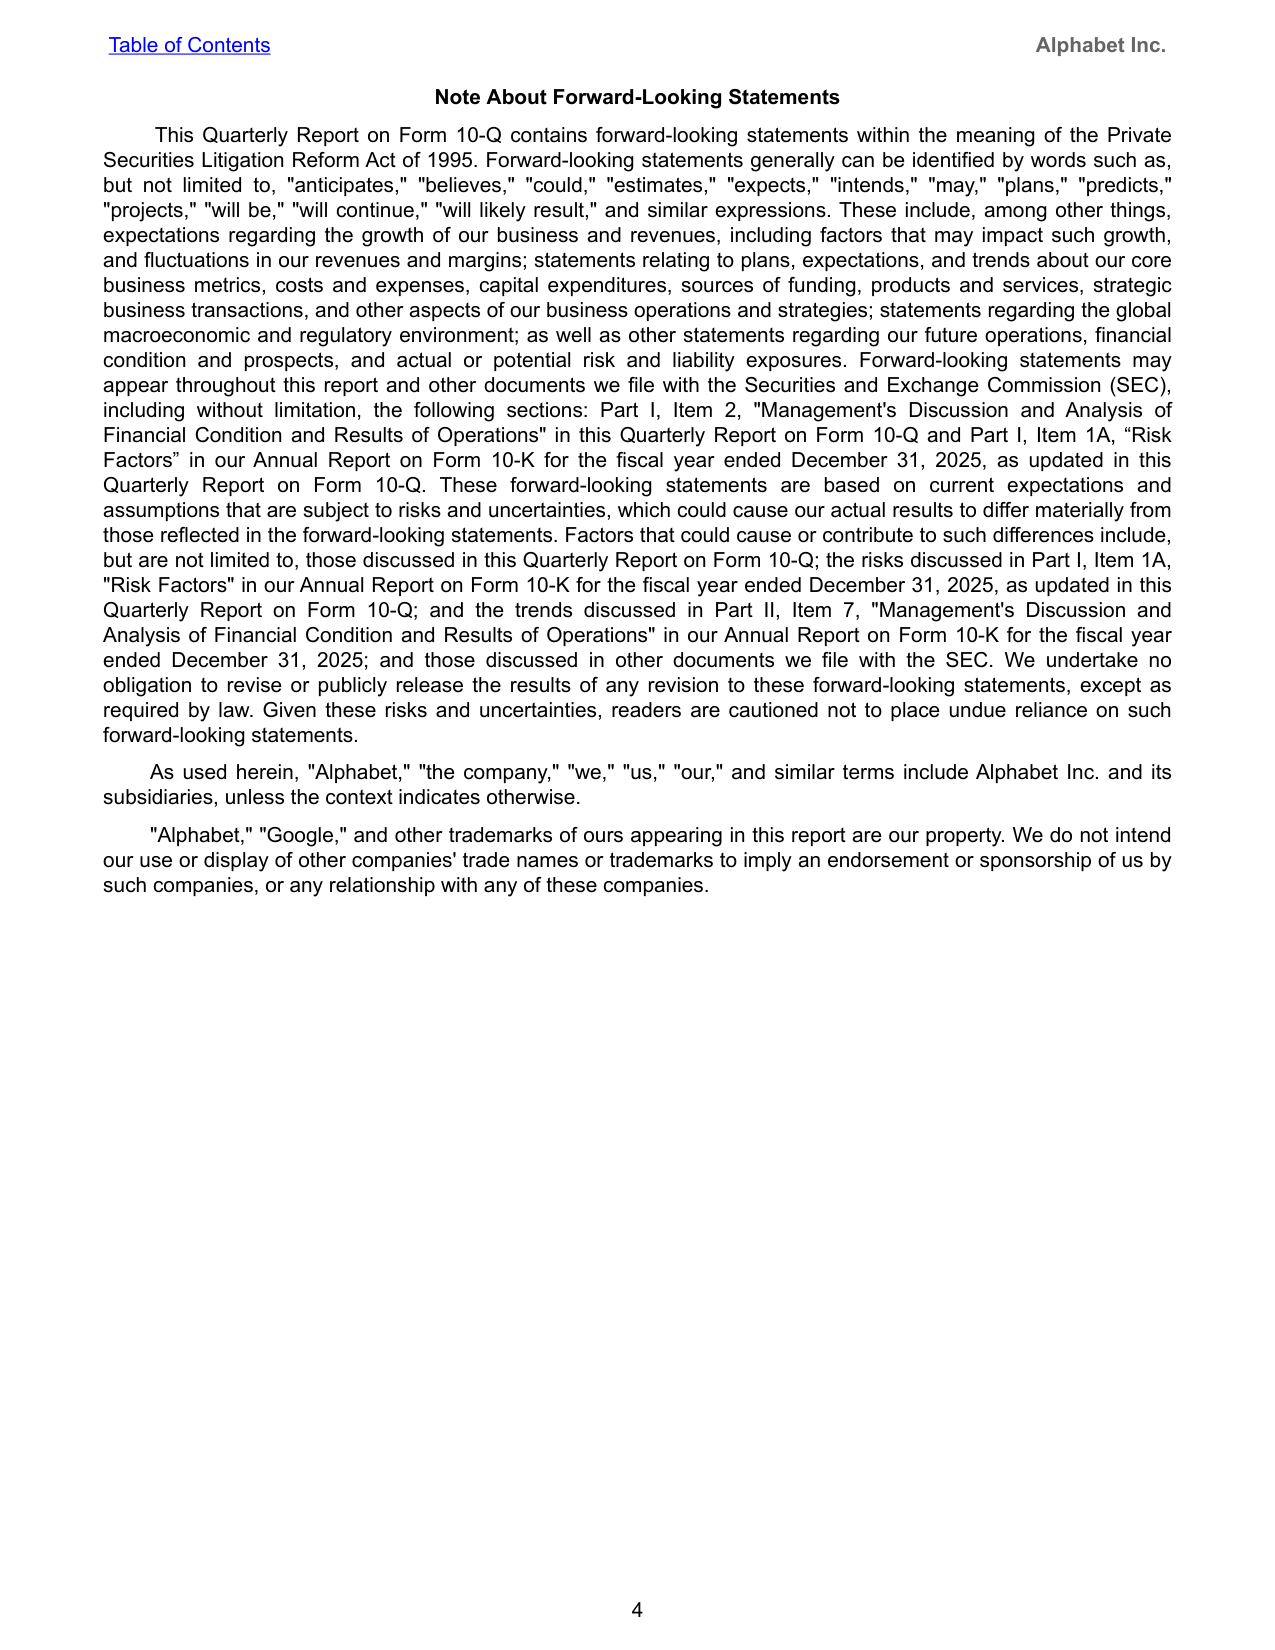 Table of Contents
Alphabet Inc.
Note About Forward-Looking Statements
This Quarterly Report on Form 10-Q contains forward-looking statements within the meaning of the Private
Securities Litigation Reform Act of 1995. Forward-looking statements generally can be identified by words such as,
but not limited to, "anticipates," "believes," "could," "estimates," "expects," "intends," "may," "plans," "predicts,"
"projects," "will be," "will continue," "will likely result," and similar expressions. These include, among other things,
expectations regarding the growth of our business and revenues, including factors that may impact such growth,
and fluctuations in our revenues and margins; statements relating to plans, expectations, and trends about our core
business metrics, costs and expenses, capital expenditures, sources of funding, products and services, strategic
business transactions, and other aspects of our business operations and strategies; statements regarding the global
macroeconomic and regulatory environment; as well as other statements regarding our future operations, financial
condition and prospects, and actual or potential risk and liability exposures. Forward-looking statements may
appear throughout this report and other documents we file with the Securities and Exchange Commission (SEC),
including without limitation, the following sections: Part I, Item 2, "Management's Discussion and Analysis of
Financial Condition and Results of Operations" in this Quarterly Report on Form 10-Q and Part I, Item 1A, “Risk
Factors” in our Annual Report on Form 10-K for the fiscal year ended December 31, 2025, as updated in this
Quarterly Report on Form 10-Q. These forward-looking statements are based on current expectations and
assumptions that are subject to risks and uncertainties, which could cause our actual results to differ materially from
those reflected in the forward-looking statements. Factors that could cause or contribute to such differences include,
but are not limited to, those discussed in this Quarterly Report on Form 10-Q; the risks discussed in Part I, Item 1A,
"Risk Factors" in our Annual Report on Form 10-K for the fiscal year ended December 31, 2025, as updated in this
Quarterly Report on Form 10-Q; and the trends discussed in Part II, Item 7, "Management's Discussion and
Analysis of Financial Condition and Results of Operations" in our Annual Report on Form 10-K for the fiscal year
ended December 31, 2025; and those discussed in other documents we file with the SEC. We undertake no
obligation to revise or publicly release the results of any revision to these forward-looking statements, except as
required by law. Given these risks and uncertainties, readers are cautioned not to place undue reliance on such
forward-looking statements.
As used herein, "Alphabet," "the company," "we," "us," "our," and similar terms include Alphabet Inc. and its
subsidiaries, unless the context indicates otherwise.
"Alphabet," "Google," and other trademarks of ours appearing in this report are our property. We do not intend
our use or display of other companies' trade names or trademarks to imply an endorsement or sponsorship of us by
such companies, or any relationship with any of these companies.
4